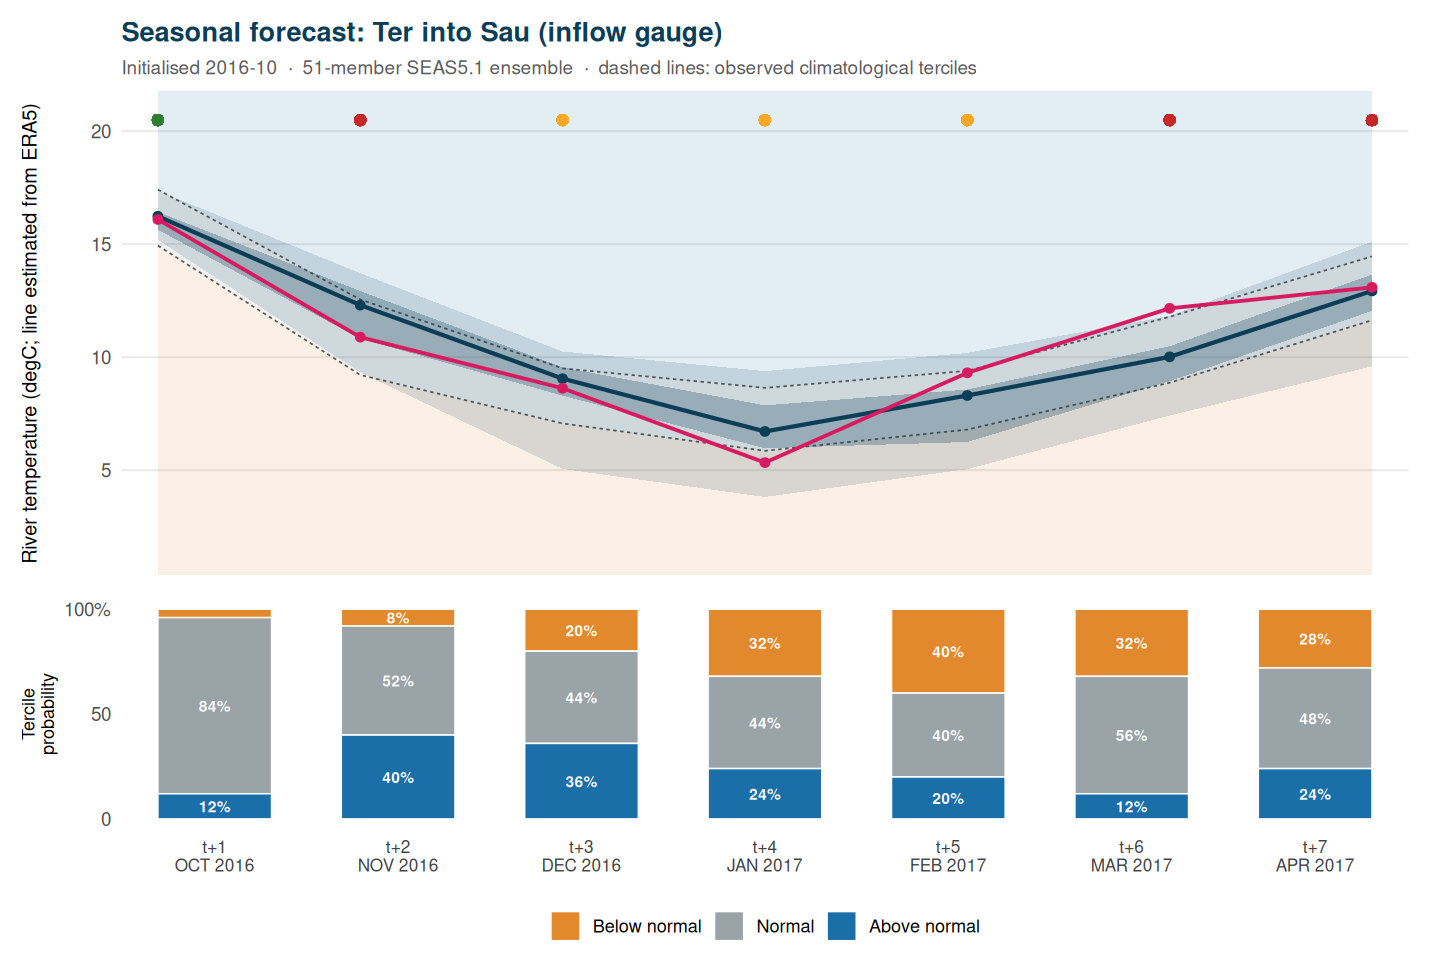 Seasonal forecast: Ter into Sau (inflow gauge)
Initialised 2016-10 · 51-member SEAS5.1 ensemble · dashed lines: observed climatological terciles
River temperature (degC; line estimated from ERA5)
20
15
10
5
Tercile
probability
100%
50
0
8%
20%
32%
40%
32%
28%
84%
52%
44%
44%
40%
56%
48%
12%
40%
36%
24%
20%
12%
24%
t+1
OCT 2016
t+2
NOV 2016
t+3
DEC 2016
t+4
JAN 2017
t+5
FEB 2017
t+6
MAR 2017
t+7
APR 2017
Below normal
Normal
Above normal